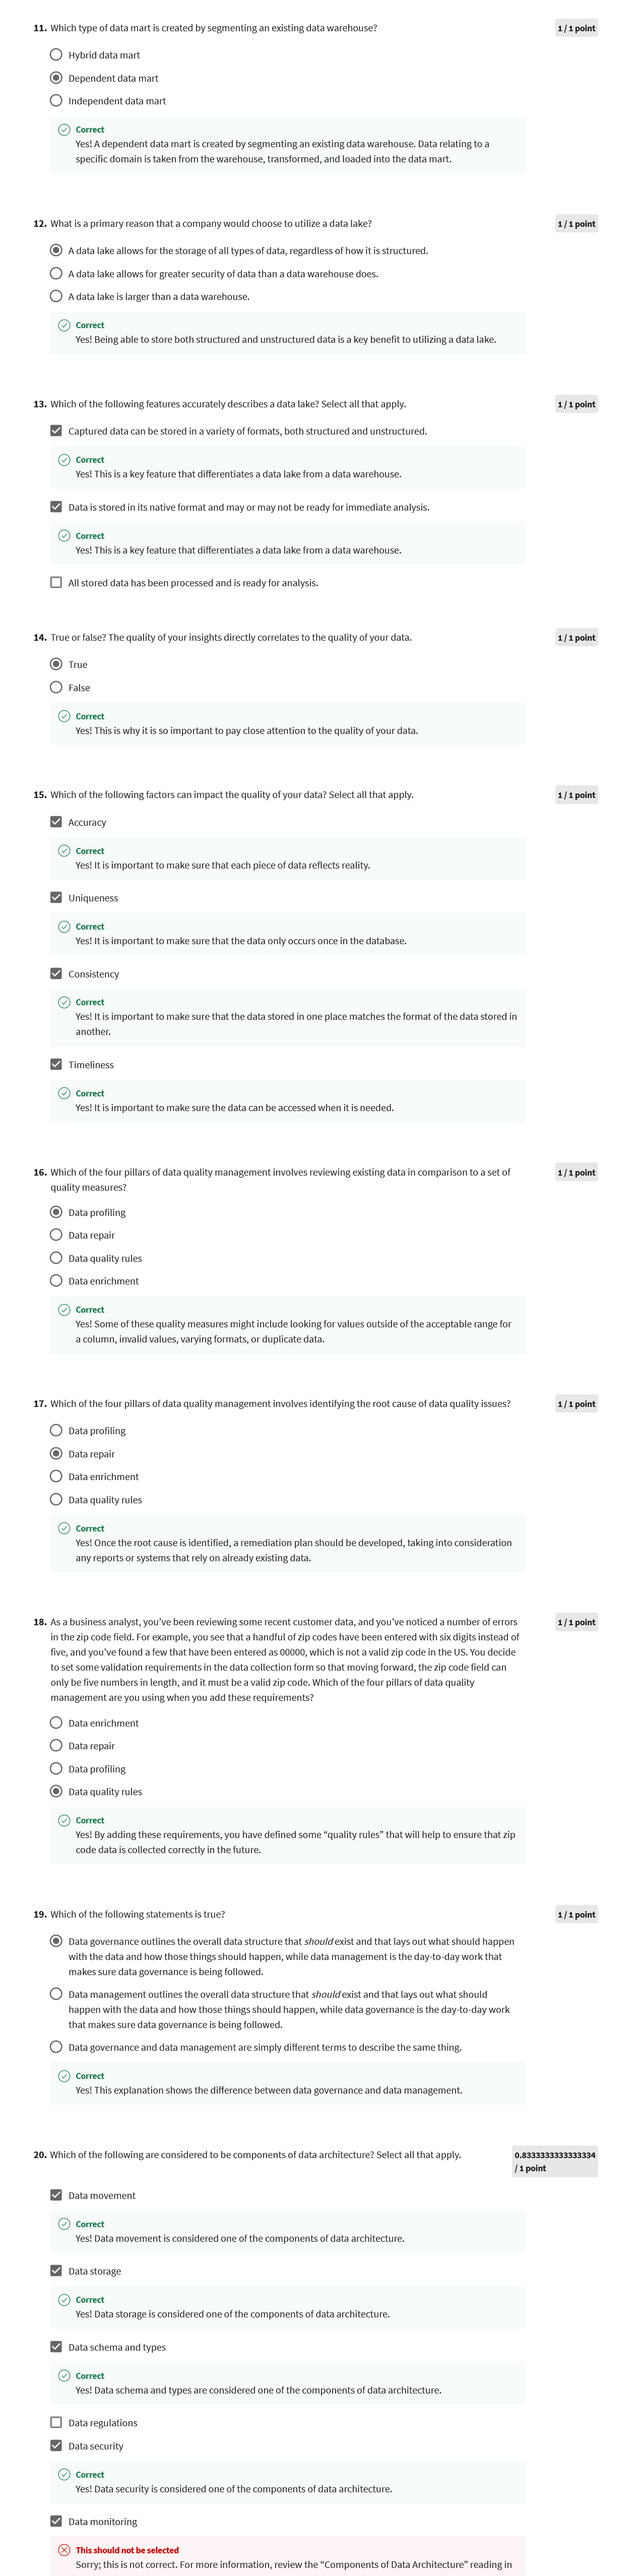 11. Which type of data mart is created by segmenting an existing data warehouse?
1 / 1 point
Hybrid data mart
Dependent data mart
Independent data mart
Correct
Yes! A dependent data mart is created by segmenting an existing data warehouse. Data relating to a
specific domain is taken from the warehouse, transformed, and loaded into the data mart.
12. What is a primary reason that a company would choose to utilize a data lake?
1 / 1 point
A data lake allows for the storage of all types of data, regardless of how it is structured.
A data lake allows for greater security of data than a data warehouse does.
A data lake is larger than a data warehouse.
Correct
Yes! Being able to store both structured and unstructured data is a key benefit to utilizing a data lake.
13. Which of the following features accurately describes a data lake? Select all that apply.
1 / 1 point
Captured data can be stored in a variety of formats, both structured and unstructured.
Correct
Yes! This is a key feature that differentiates a data lake from a data warehouse.
Data is stored in its native format and may or may not be ready for immediate analysis.
Correct
Yes! This is a key feature that differentiates a data lake from a data warehouse.
All stored data has been processed and is ready for analysis.
14. True or false? The quality of your insights directly correlates to the quality of your data.
1 / 1 point
True
False
Correct
Yes! This is why it is so important to pay close attention to the quality of your data.
15. Which of the following factors can impact the quality of your data? Select all that apply.
1 / 1 point
Accuracy
Correct
Yes! It is important to make sure that each piece of data reflects reality.
Uniqueness
Correct
Yes! It is important to make sure that the data only occurs once in the database.
Consistency
Correct
Yes! It is important to make sure that the data stored in one place matches the format of the data stored in
another.
Timeliness
Correct
Yes! It is important to make sure the data can be accessed when it is needed.
16. Which of the four pillars of data quality management involves reviewing existing data in comparison to a set of
quality measures?
1 / 1 point
Data profiling
Data repair
Data quality rules
Data enrichment
Correct
Yes! Some of these quality measures might include looking for values outside of the acceptable range for
a column, invalid values, varying formats, or duplicate data.
17. Which of the four pillars of data quality management involves identifying the root cause of data quality issues?
1 / 1 point
Data profiling
Data repair
Data enrichment
Data quality rules
Correct
Yes! Once the root cause is identified, a remediation plan should be developed, taking into consideration
any reports or systems that rely on already existing data.
18. As a business analyst, you’ve been reviewing some recent customer data, and you’ve noticed a number of errors
in the zip code field. For example, you see that a handful of zip codes have been entered with six digits instead of
five, and you’ve found a few that have been entered as 00000, which is not a valid zip code in the US. You decide
to set some validation requirements in the data collection form so that moving forward, the zip code field can
only be five numbers in length, and it must be a valid zip code. Which of the four pillars of data quality
management are you using when you add these requirements?
1 / 1 point
Data enrichment
Data repair
Data profiling
Data quality rules
Correct
Yes! By adding these requirements, you have defined some “quality rules” that will help to ensure that zip
code data is collected correctly in the future.
19. Which of the following statements is true?
1 / 1 point
Data governance outlines the overall data structure that should exist and that lays out what should happen
with the data and how those things should happen, while data management is the day-to-day work that
makes sure data governance is being followed.
Data management outlines the overall data structure that should exist and that lays out what should
happen with the data and how those things should happen, while data governance is the day-to-day work
that makes sure data governance is being followed.
Data governance and data management are simply different terms to describe the same thing.
Correct
Yes! This explanation shows the difference between data governance and data management.
20. Which of the following are considered to be components of data architecture? Select all that apply.
0.8333333333333334
/ 1 point
Data movement
Correct
Yes! Data movement is considered one of the components of data architecture.
Data storage
Correct
Yes! Data storage is considered one of the components of data architecture.
Data schema and types
Correct
Yes! Data schema and types are considered one of the components of data architecture.
Data regulations
Data security
Correct
Yes! Data security is considered one of the components of data architecture.
Data monitoring
This should not be selected
Sorry; this is not correct. For more information, review the “Components of Data Architecture” reading in